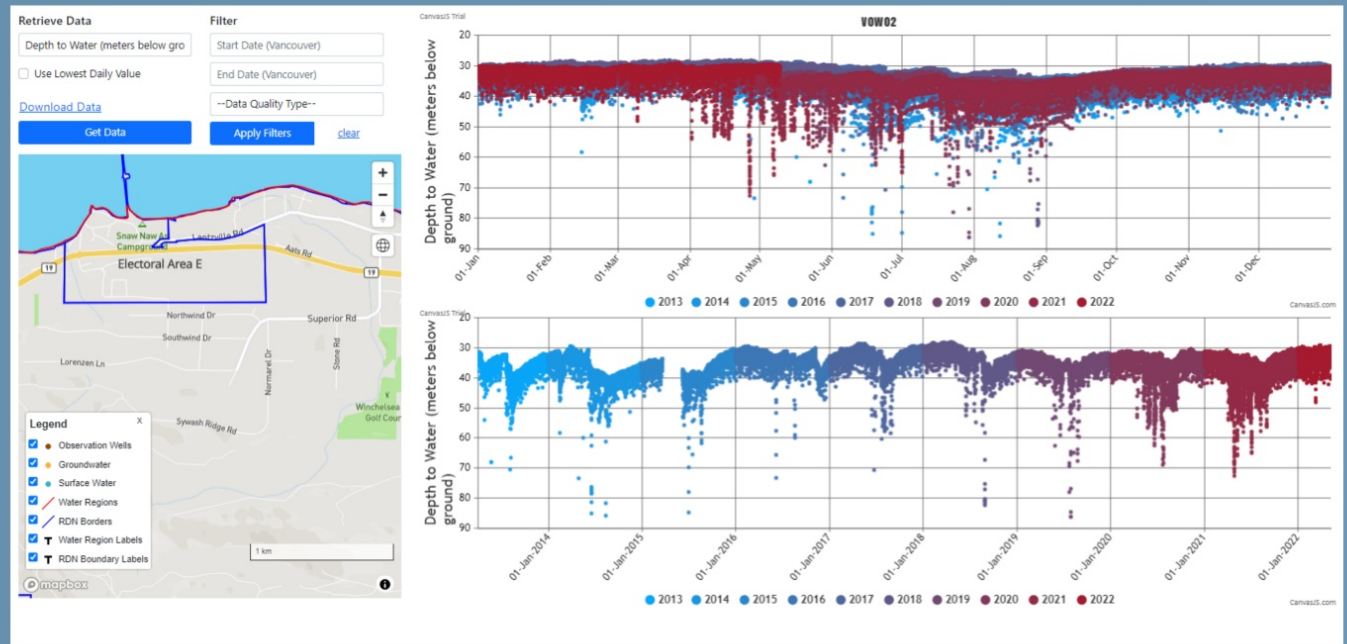 Retrieve Data
Depth to Water (meters below gro
Use Lowest Daily Value
Download Data
Get Data
Filter
Start Date (Vancouver)
End Date (Vancouver)
--Data Quality Type--
Apply Filters
clear
+
−
Snaw Naw As
Campground
Lantzville Rd
Aats Rd
19
Electoral Area E
19
Northwind Dr
Superior Rd
Southwind Dr
Lorenzen Ln
Normarel Dr
Stone Rd
Winchelsea
Golf Cour
Sywash Ridge Rd
Legend
X
Observation Wells
Groundwater
Surface Water
Water Regions
RDN Borders
T Water Region Labels
T RDN Boundary Labels
1 km
mapbox
CanvasJS Trial
VOW02
Depth to Water (meters below
ground)
20
30
40
50
60
70
80
90
01-Jan
01-Feb
01-Mar
01-Apr
01-May
01-Jun
01-Jul
01-Aug
01-Sep
01-Oct
01-Nov
01-Dec
2013 2014 2015 2016 2017 2018 2019 2020 2021 2022
CanvasJS.com
CanvasJS Trial
Depth to Water (meters below
ground)
20
30
40
50
60
70
80
90
01-Jan-2014
01-Jan-2015
01-Jan-2016
01-Jan-2017
01-Jan-2018
01-Jan-2019
01-Jan-2020
01-Jan-2021
01-Jan-2022
2013 2014 2015 2016 2017 2018 2019 2020 2021 2022
CanvasJS.com